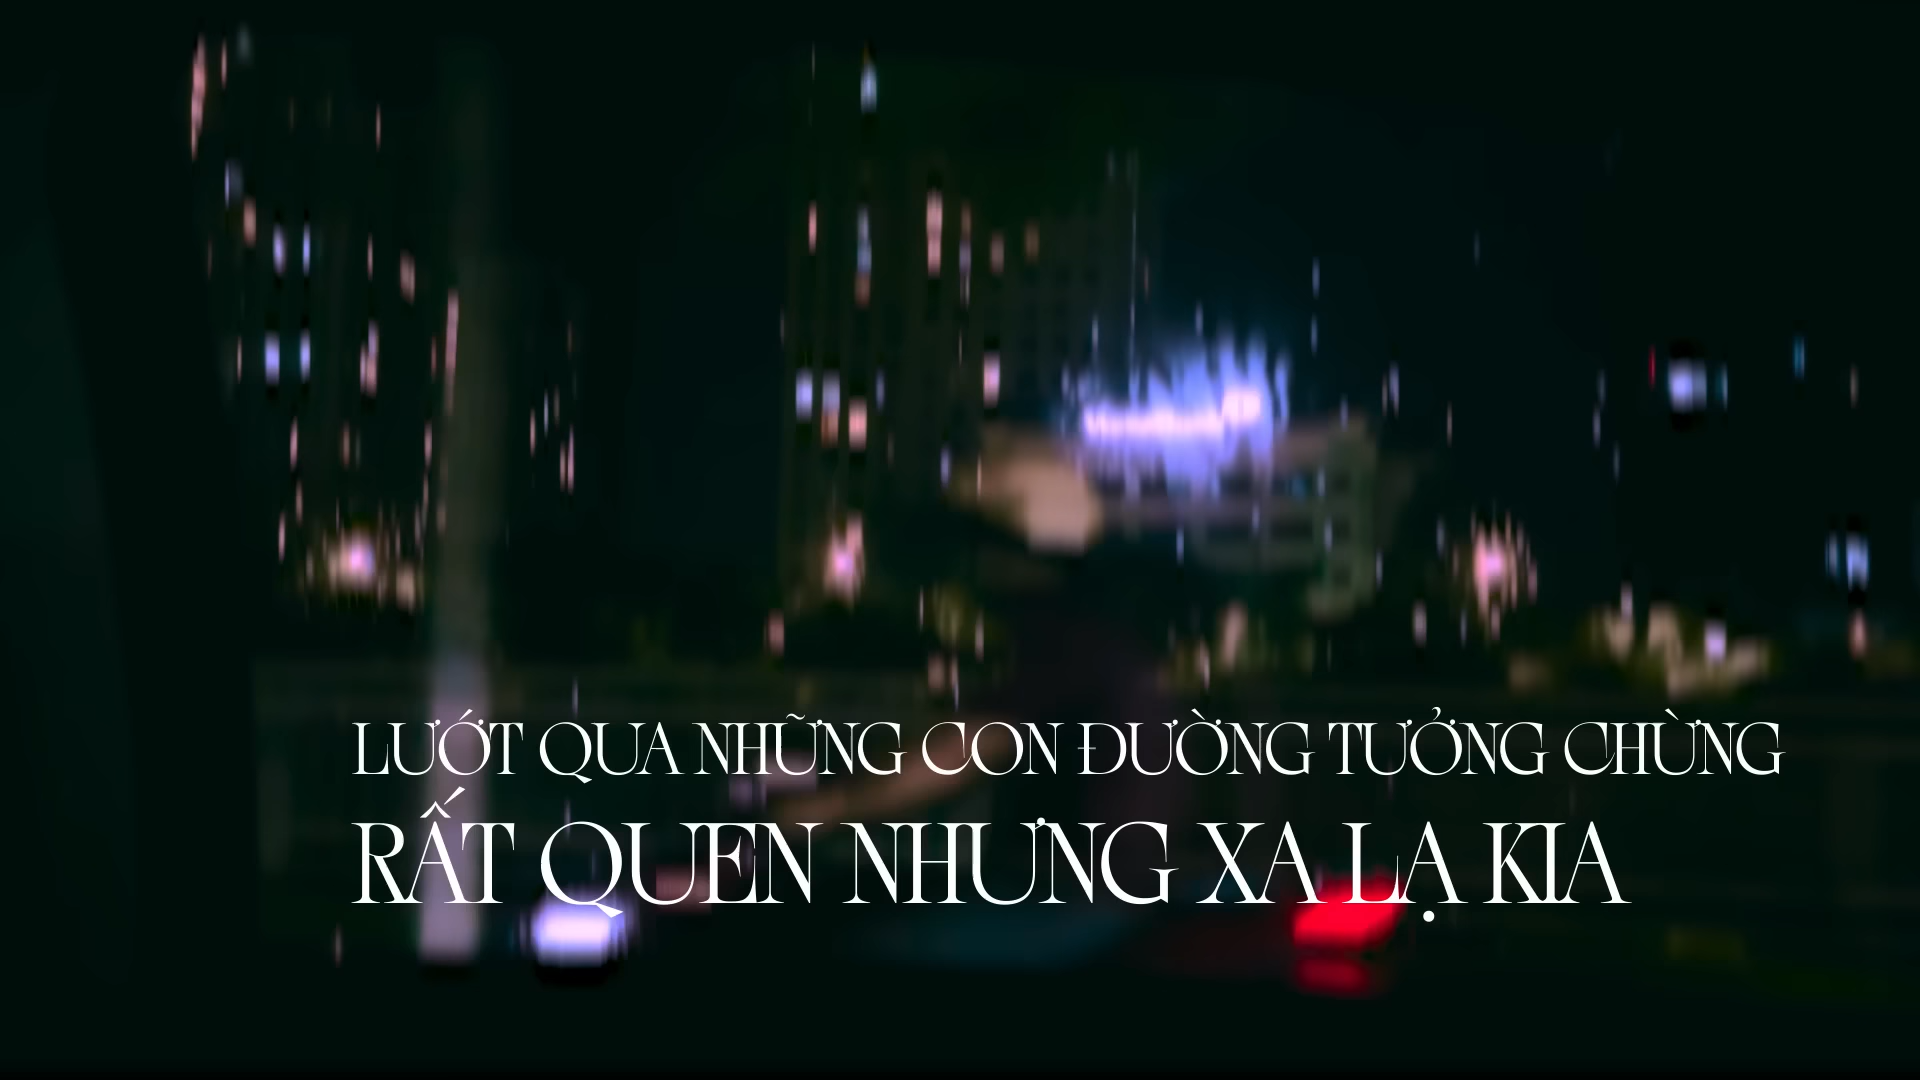 LƯỚT QUA NHỮNG CON ĐƯỜNG TƯỞNG CHỪNG
RẤT QUEN NHƯNG XA LẠ KIA